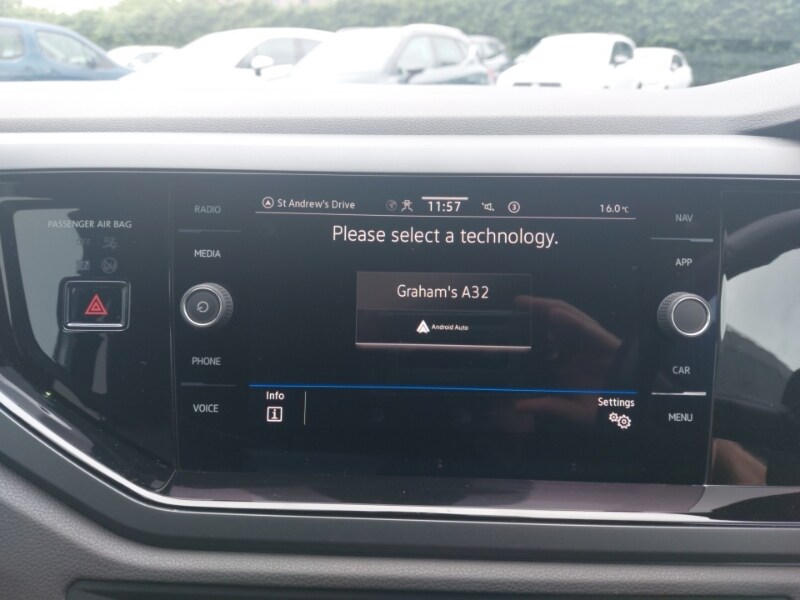 St Andrew's Drive
11:57
3
16.0°C
PASSENGER AIR BAG
RADIO
MEDIA
PHONE
VOICE
Please select a technology.
Graham's A32
Android Auto
Info
i
Settings
NAV
APP
CAR
MENU